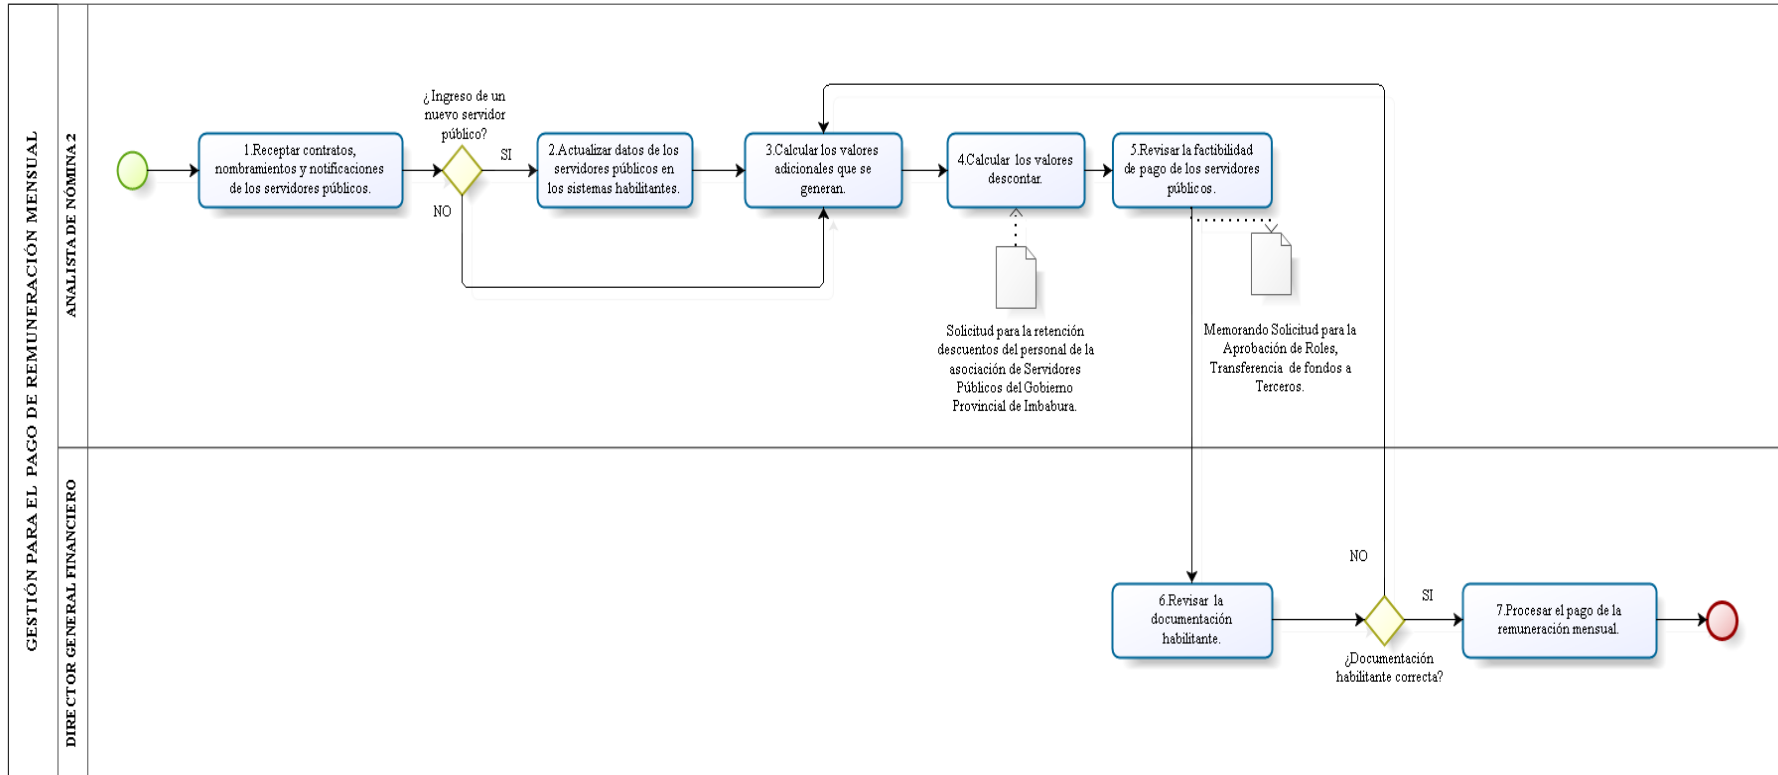 GESTIÓN PARA EL PAGO DE REMUNERACIÓN MENSUAL
ANALISTA DE NÓMINA 2
1.Receptar contratos,
nombramientos y notificaciones
de los servidores públicos.
¿Ingreso de un
nuevo servidor
público?
SI
NO
2.Actualizar datos de los
servidores públicos en
los sistemas habilitantes.
3.Calcular los valores
adicionales que se
generan.
4.Calcular los valores
descontar.
5.Revisar la factibilidad
de pago de los servidores
públicos.
Solicitud para la retención
descuentos del personal de la
asociación de Servidores
Públicos del Gobierno
Provincial de Imbabura.
Memorando Solicitud para la
Aprobación de Roles,
Transferencia de fondos a
Terceros.
DIRECTOR GENERAL FINANCIERO
6.Revisar la
documentación
habilitante.
NO
SI
¿Documentación
habilitante correcta?
7.Procesar el pago de la
remuneración mensual.